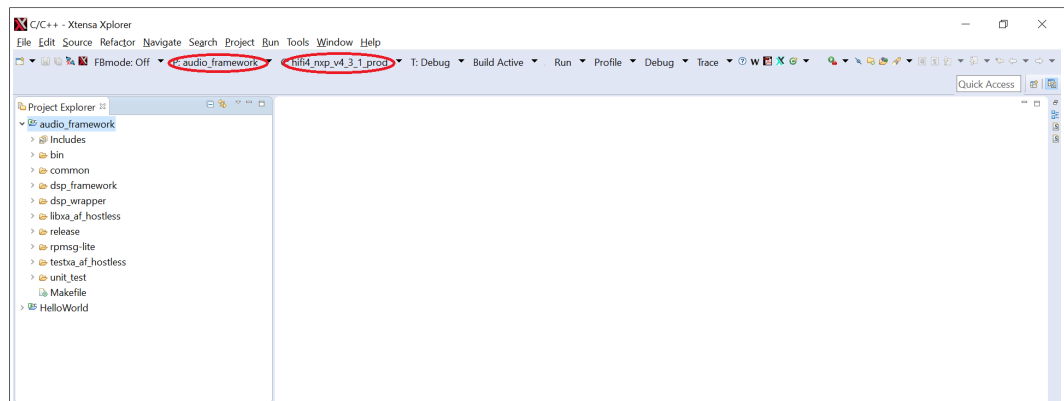 C/C++ - Xtensa Xplorer
File Edit Source Refactor Navigate Search Project Run Tools Window Help
FBmode: Off P: audio_framework C: hifi4_nxp_v4_3_1_prod T: Debug Build Active Run Profile Debug Trace
Quick Access
Project Explorer
audio_framework
Includes
bin
common
dsp_framework
dsp_wrapper
libxa_af_hostless
release
rpmsg-lite
testxa_af_hostless
unit_test
Makefile
HelloWorld